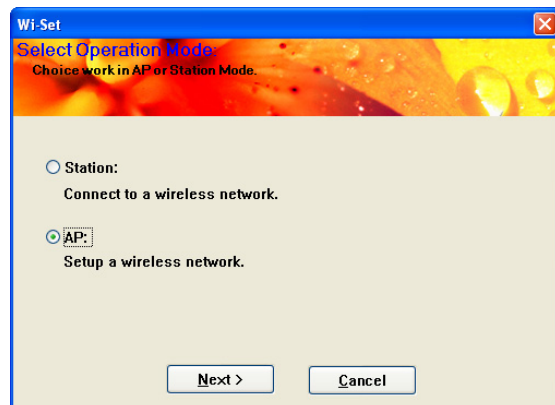 Wi-Set
Select Operation Mode:
Choice work in AP or Station Mode.
Station:
Connect to a wireless network.
AP:
Setup a wireless network.
Next >
Cancel